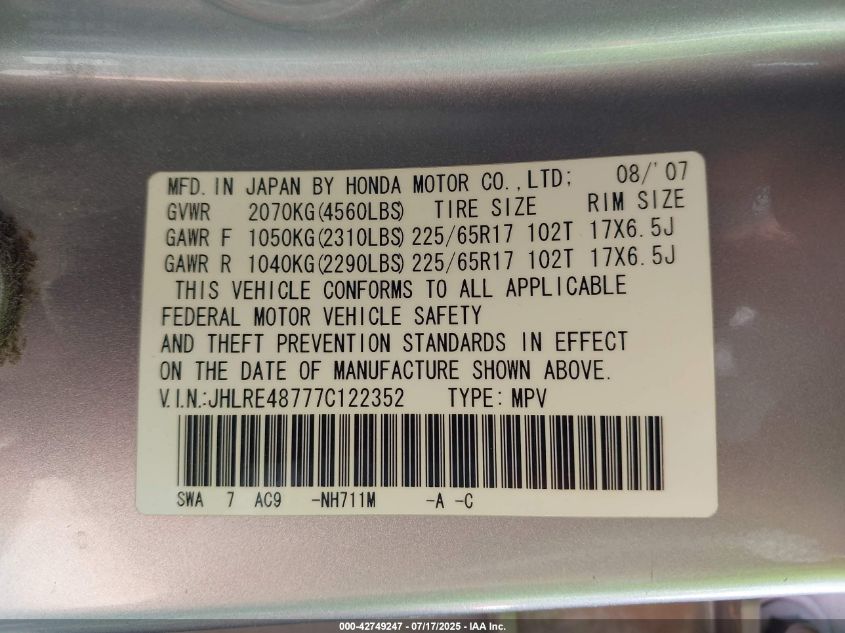 MFD. IN JAPAN BY HONDA MOTOR CO., LTD; 08/'07
GVWR 2070KG(4560LBS) TIRE SIZE RIM SIZE
GAWR F 1050KG(2310LBS) 225/65R17 102T 17X6.5J
GAWR R 1040KG(2290LBS) 225/65R17 102T 17X6.5J
THIS VEHICLE CONFORMS TO ALL APPLICABLE
FEDERAL MOTOR VEHICLE SAFETY
AND THEFT PREVENTION STANDARDS IN EFFECT
ON THE DATE OF MANUFACTURE SHOWN ABOVE.
V.I.N.:JHLRE48777C122352 TYPE: MPV
SWA 7 AC9 -NH711M -A -C
000-42749247 - 07/17/2025 - IAA Inc.